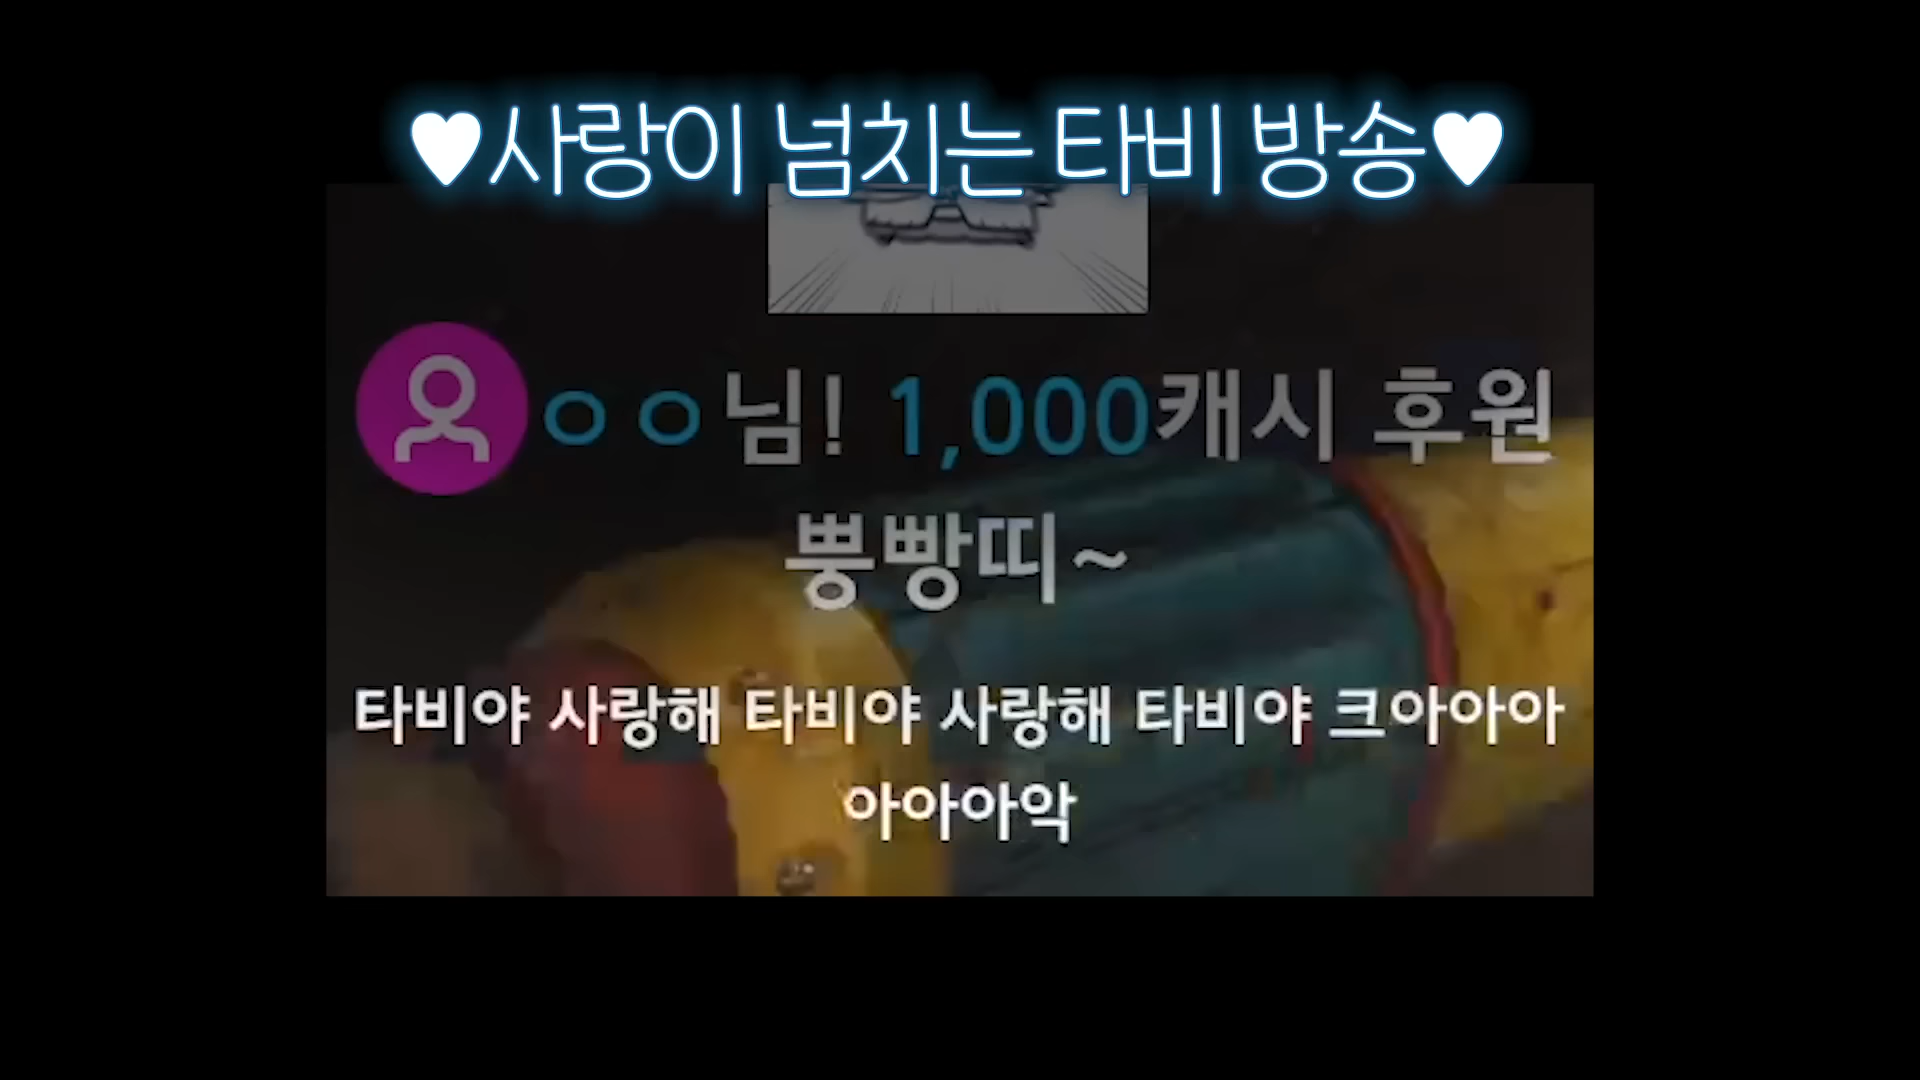 ♥사랑이 넘치는 타비 방송♥
ㅇㅇ님! 1,000캐시 후원
뿡빵띠~
타비야 사랑해 타비야 사랑해 타비야 크아아아
아아아악